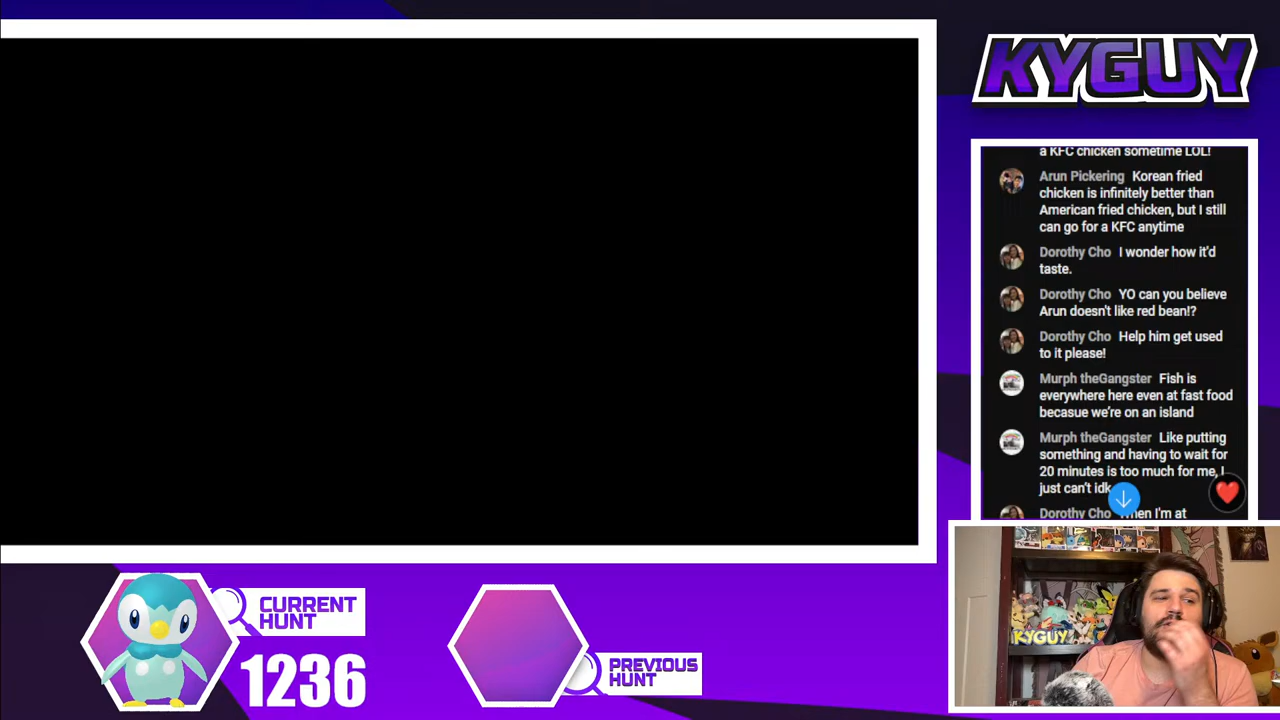 KYGUY
a KFC chicken sometime LOL!
Arun Pickering Korean fried
chicken is infinitely better than
American fried chicken, but I still
can go for a KFC anytime
Dorothy Cho I wonder how it'd
taste.
Dorothy Cho YO can you believe
Arun doesn't like red bean!?
Dorothy Cho Help him get used
to it please!
Murph theGangster Fish is
everywhere here even at fast food
becasue we're on an island
Murph theGangster Like putting
something and having to wait for
20 minutes is too much for me, I
just can't idk
Dorothy Cho When I'm at
KYGUY
CURRENT
HUNT
1236
PREVIOUS
HUNT